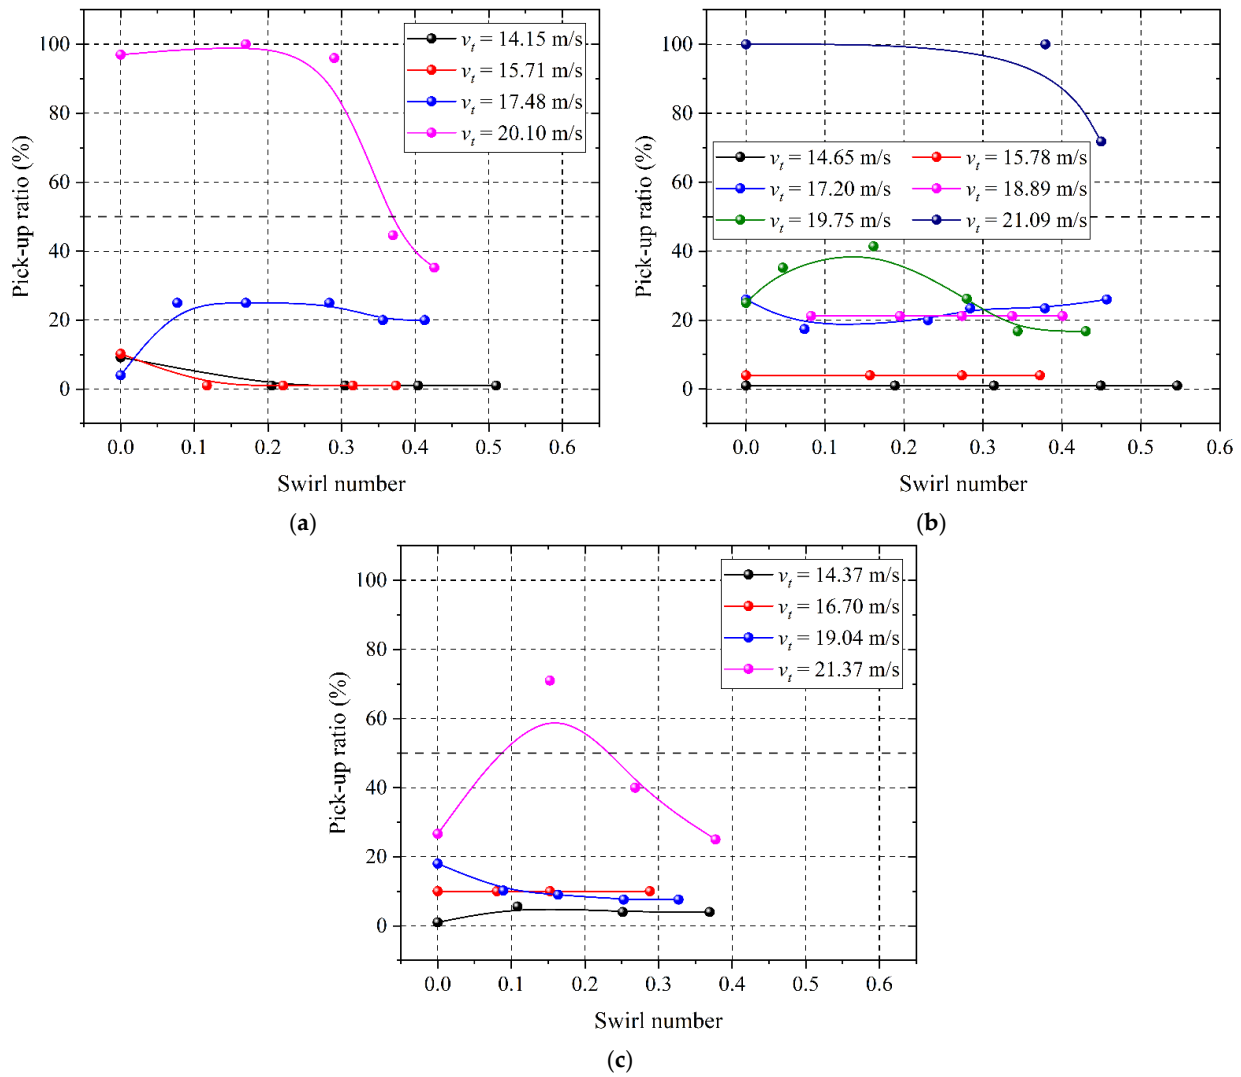 100
80
60
40
20
0
Pick-up ratio (%)
v_t = 14.15 m/s
v_t = 15.71 m/s
v_t = 17.48 m/s
v_t = 20.10 m/s
0.0 0.1 0.2 0.3 0.4 0.5 0.6
Swirl number
(a)
100
80
60
40
20
0
Pick-up ratio (%)
v_t = 14.65 m/s v_t = 15.78 m/s
v_t = 17.20 m/s v_t = 18.89 m/s
v_t = 19.75 m/s v_t = 21.09 m/s
0.0 0.1 0.2 0.3 0.4 0.5 0.6
Swirl number
(b)
100
80
60
40
20
0
Pick-up ratio (%)
v_t = 14.37 m/s
v_t = 16.70 m/s
v_t = 19.04 m/s
v_t = 21.37 m/s
0.0 0.1 0.2 0.3 0.4 0.5 0.6
Swirl number
(c)